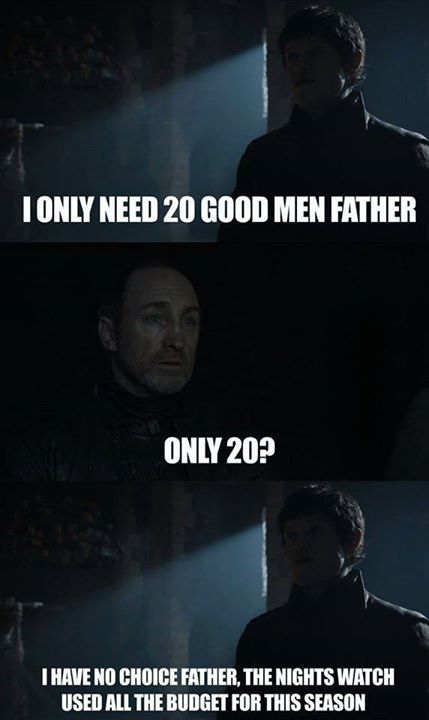 I ONLY NEED 20 GOOD MEN FATHER
ONLY 20?
I HAVE NO CHOICE FATHER, THE NIGHTS WATCH
USED ALL THE BUDGET FOR THIS SEASON